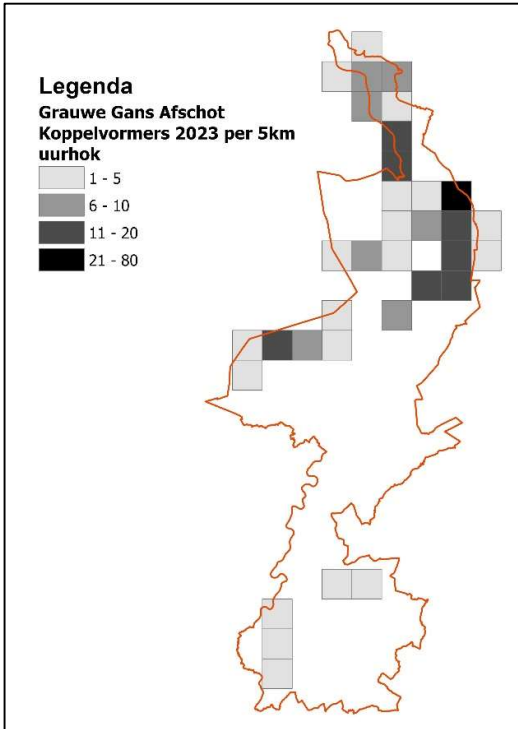 Legenda
Grauwe Gans Afschot
Koppelvormers 2023 per 5km
uurhok
1 - 5
6 - 10
11 - 20
21 - 80